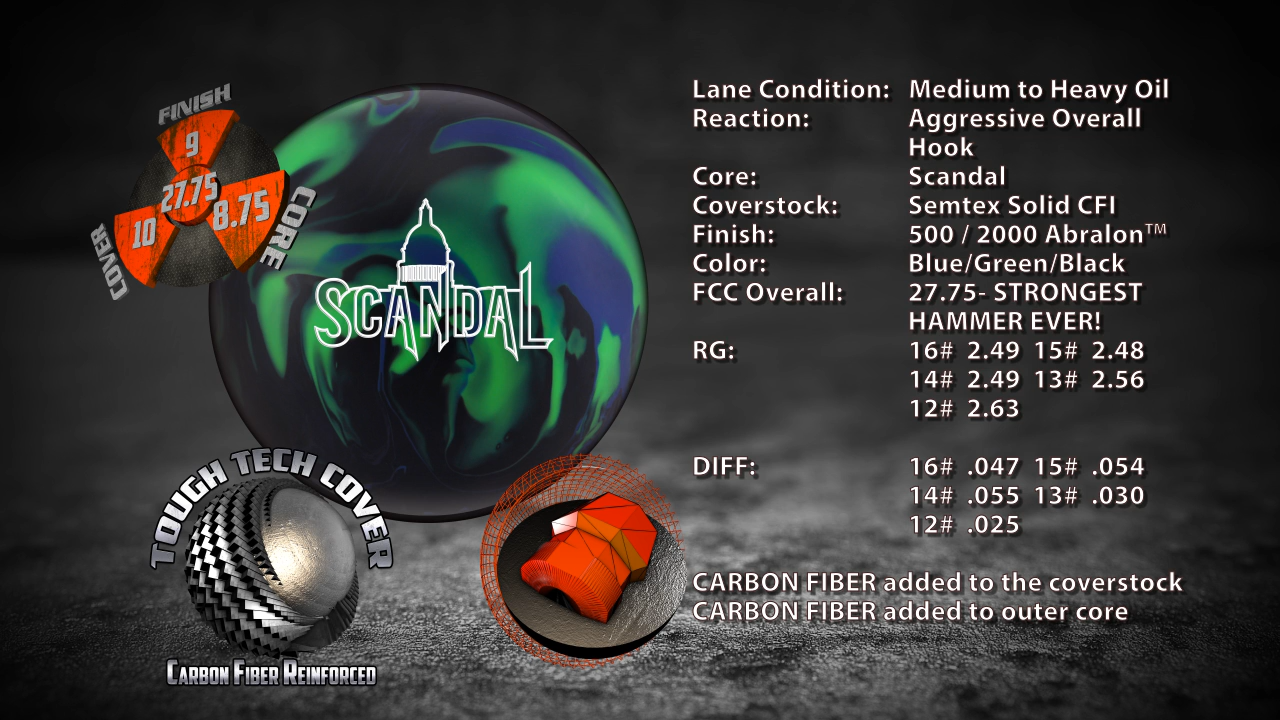 FINISH
9
27.75
8.75
10
CORE
COVER
SCANDAL
TOUGH TECH COVER
CARBON FIBER REINFORCED
Lane Condition: Medium to Heavy Oil
Reaction: Aggressive Overall
Hook
Core: Scandal
Coverstock: Semtex Solid CFI
Finish: 500 / 2000 Abralon™
Color: Blue/Green/Black
FCC Overall: 27.75- STRONGEST
HAMMER EVER!
RG: 16# 2.49 15# 2.48
14# 2.49 13# 2.56
12# 2.63
DIFF: 16# .047 15# .054
14# .055 13# .030
12# .025
CARBON FIBER added to the coverstock
CARBON FIBER added to outer core